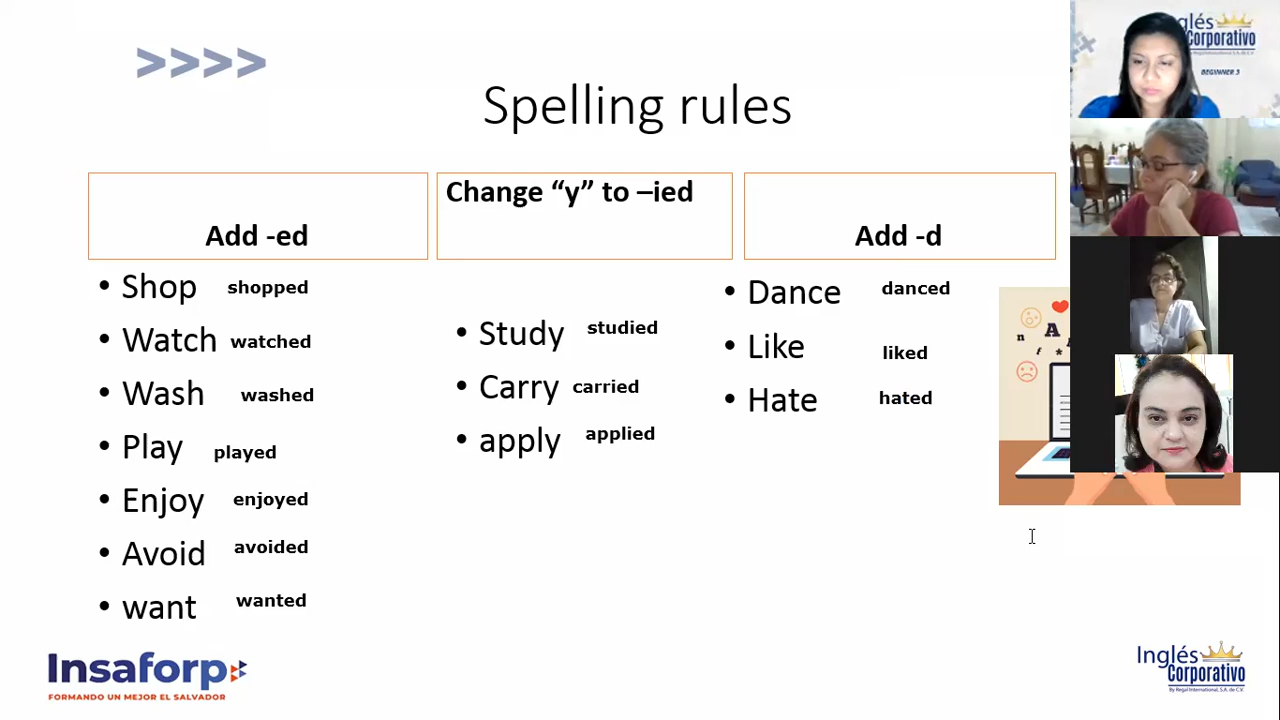 >>>>
Spelling rules
Add -ed
Change “y” to –ied
Add -d
• Shop shopped
• Watch watched
• Wash washed
• Play played
• Enjoy enjoyed
• Avoid avoided
• want wanted
• Study studied
• Carry carried
• apply applied
• Dance danced
• Like liked
• Hate hated
Insaforp
FORMANDO UN MEJOR EL SALVADOR
Inglés
Corporativo
By Regal International, S.A. de C.V.
glés
Corporativo
BEGINNER 3
n A
f *